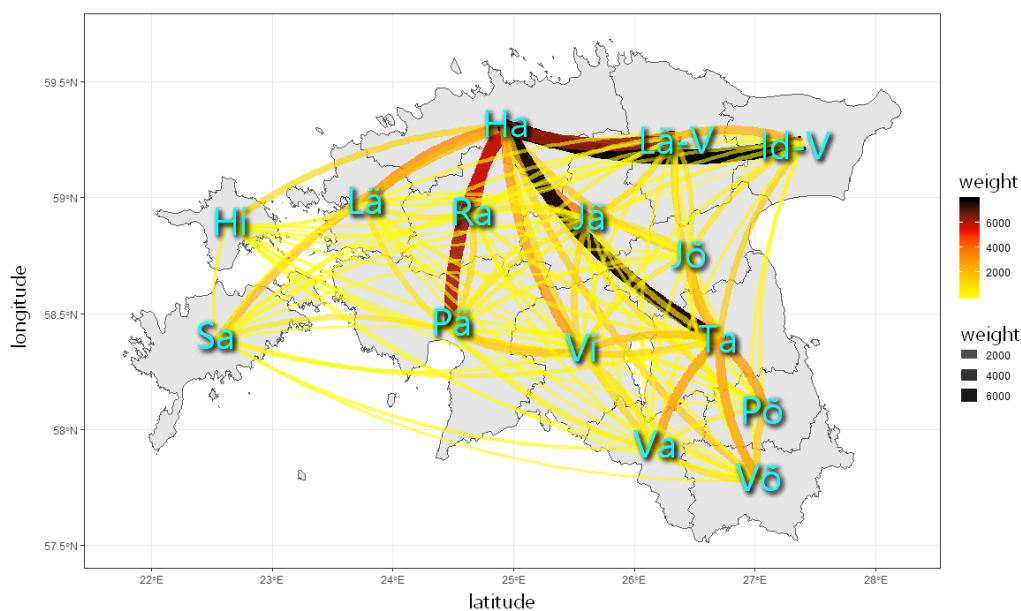 59.5°N
59°N
58.5°N
58°N
57.5°N
longitude
Ha
Lä-V
Id-V
Lä
Hi
Ra
Jä
Jõ
Sa
Pä
Vi
Ta
Põ
Va
Võ
22°E 23°E 24°E 25°E 26°E 27°E 28°E
latitude
weight
6000
4000
2000
weight
2000
4000
6000